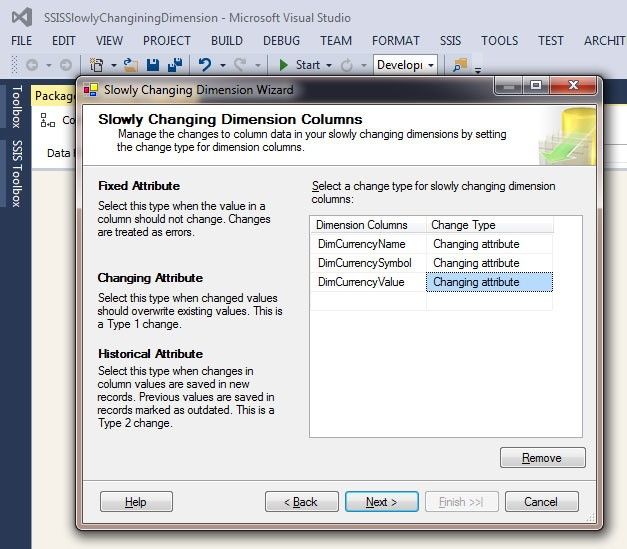 SSISSlowlyChanginingDimension - Microsoft Visual Studio
FILE EDIT VIEW PROJECT BUILD DEBUG TEAM FORMAT SSIS TOOLS TEST ARCHIT
Start Develop
Toolbox
SSIS Toolbox
Package
Co
Data
Slowly Changing Dimension Wizard
Slowly Changing Dimension Columns
Manage the changes to column data in your slowly changing dimensions by setting
the change type for dimension columns.
Fixed Attribute
Select this type when the value in a
column should not change. Changes
are treated as errors.
Changing Attribute
Select this type when changed values
should overwrite existing values. This is
a Type 1 change.
Historical Attribute
Select this type when changes in
column values are saved in new
records. Previous values are saved in
records marked as outdated. This is a
Type 2 change.
Select a change type for slowly changing dimension
columns:
Dimension Columns Change Type
DimCurrencyName Changing attribute
DimCurrencySymbol Changing attribute
DimCurrencyValue Changing attribute
Remove
Help < Back Next > Finish >>| Cancel